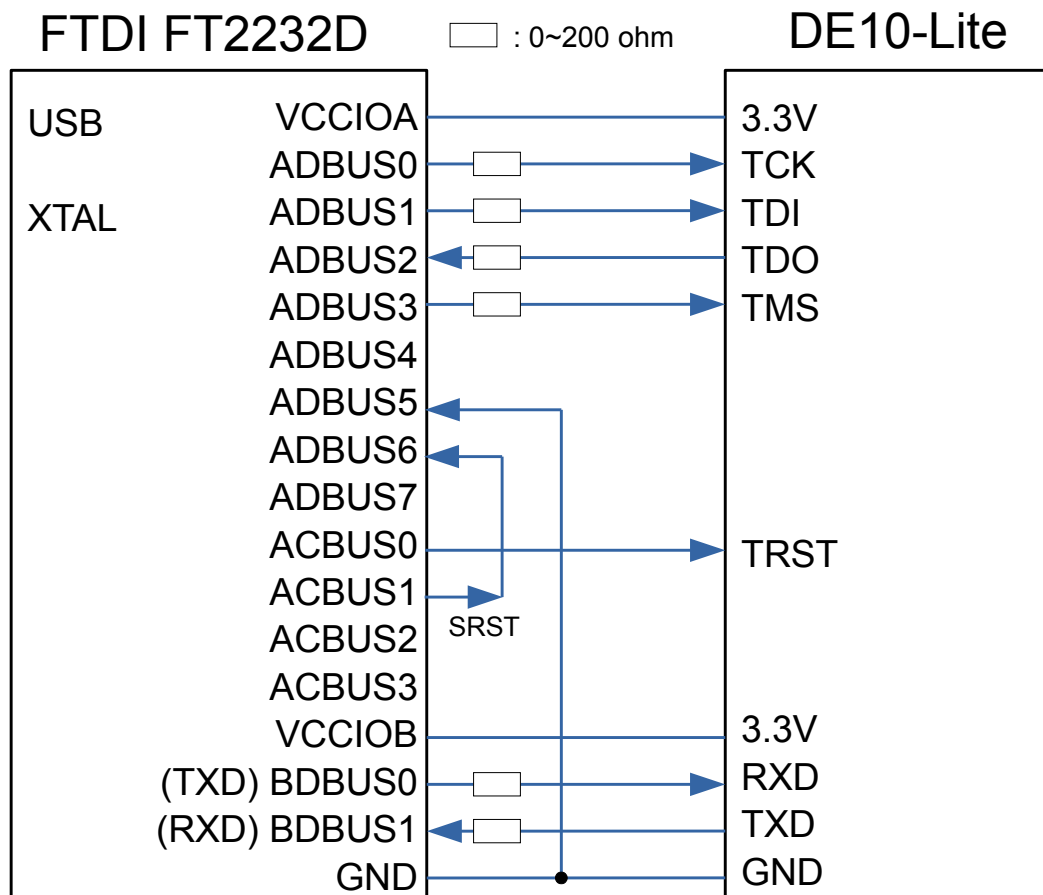 FTDI FT2232D : 0~200 ohm DE10-Lite
USB VCCIOA 3.3V
ADBUS0 TCK
XTAL ADBUS1 TDI
ADBUS2 TDO
ADBUS3 TMS
ADBUS4
ADBUS5
ADBUS6
ADBUS7
ACBUS0 TRST
ACBUS1
SRST
ACBUS2
ACBUS3
VCCIOB 3.3V
(TXD) BDBUS0 RXD
(RXD) BDBUS1 TXD
GND GND